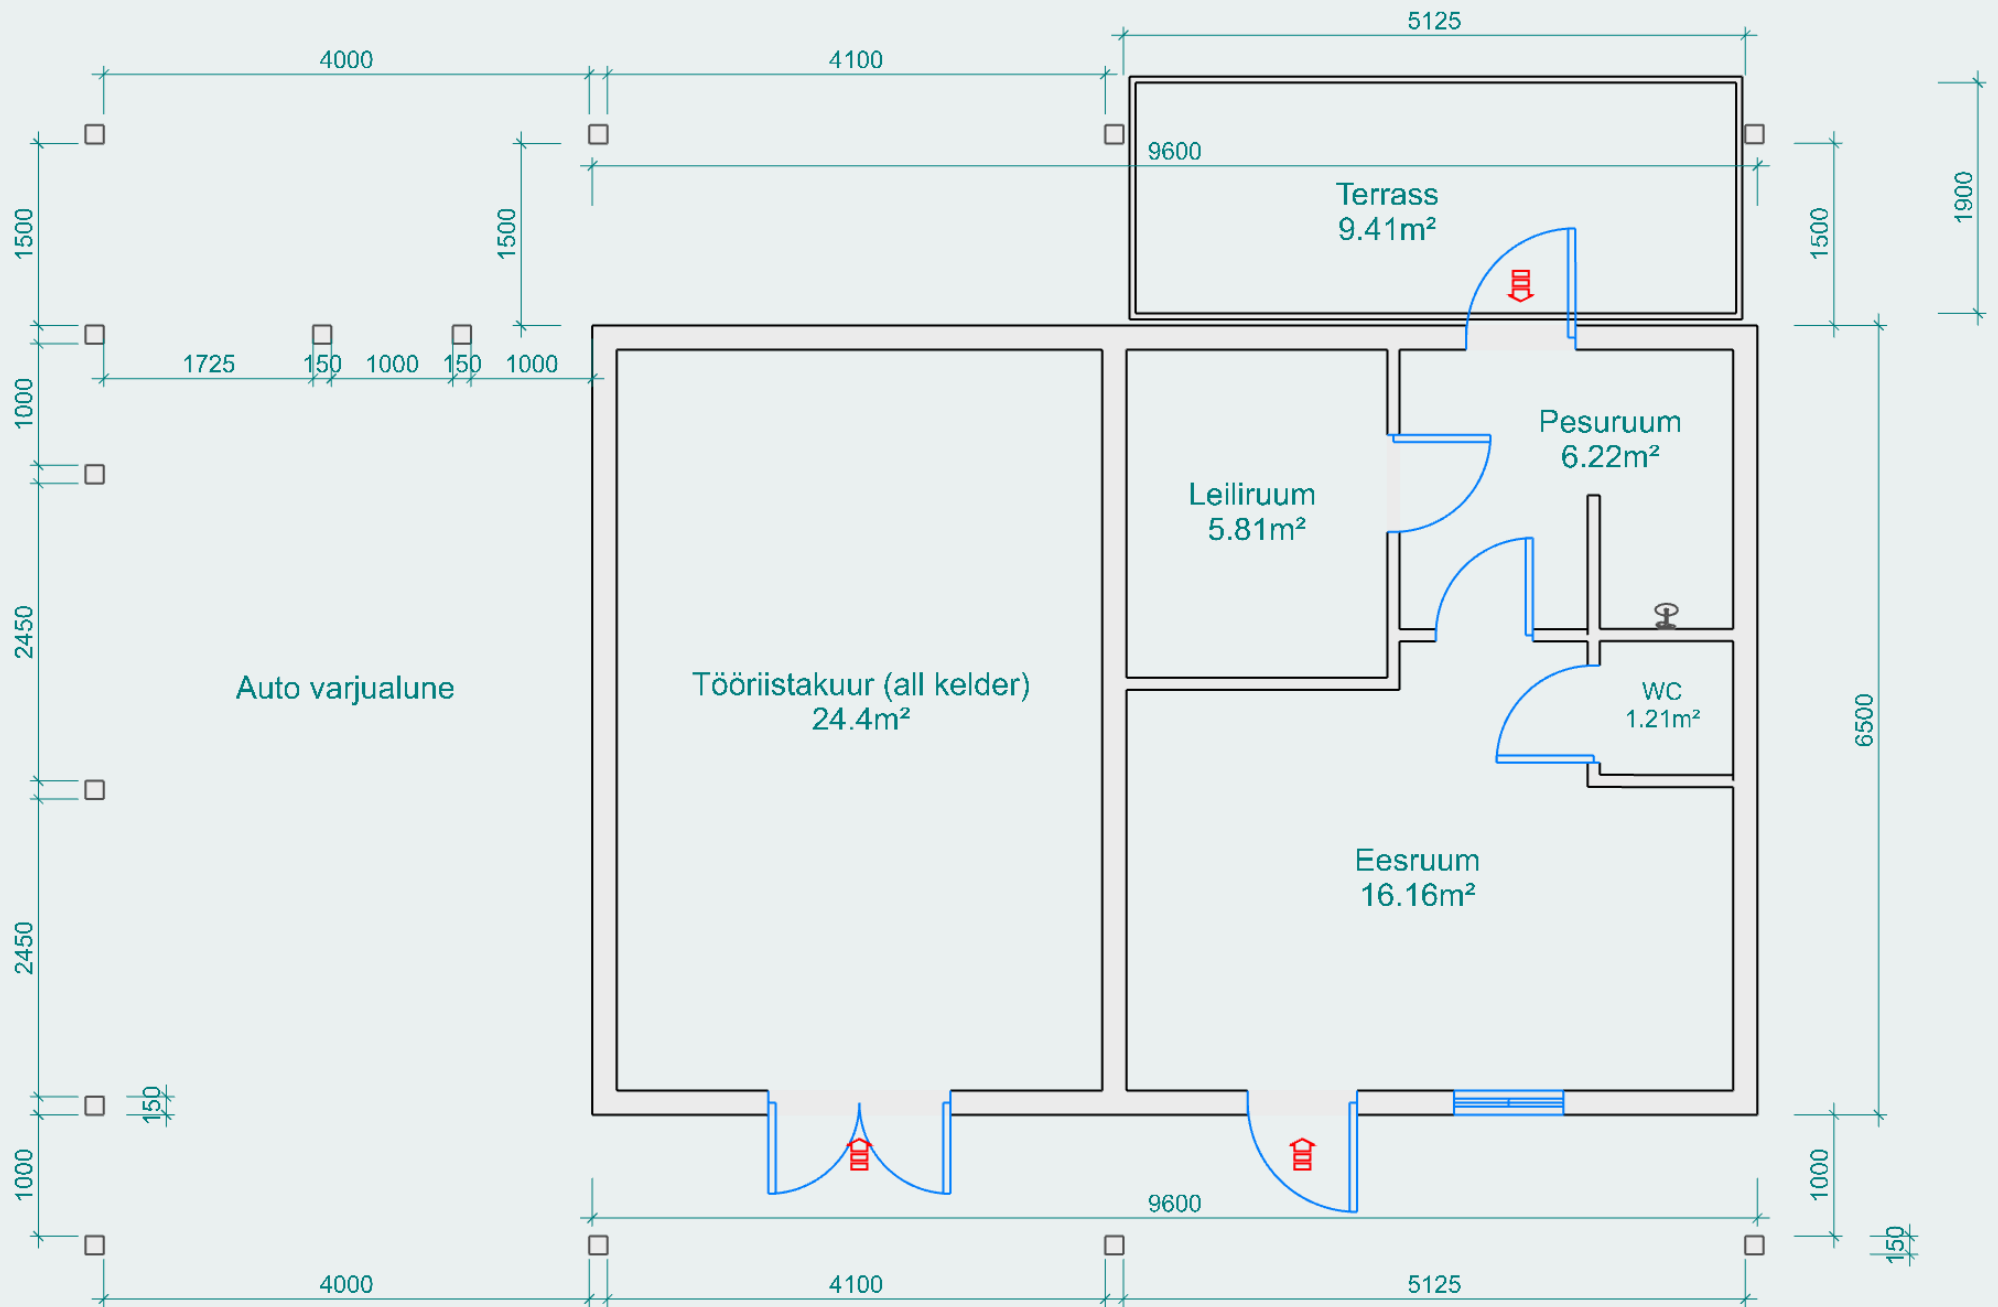 5125
4000
4100
9600
Terrass
9.41m²
1500
1500
1500
1900
1725
150
1000
150
1000
1000
Pesuruum
6.22m²
Leiliruum
5.81m²
2450
Auto varjualune
Tööriistakuur (all kelder)
24.4m²
WC
1.21m²
6500
Eesruum
16.16m²
2450
150
1000
9600
1000
150
4000
4100
5125